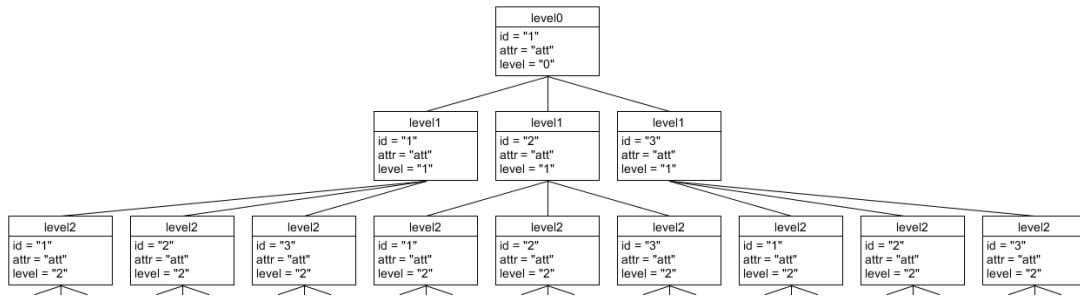 level0
id = "1"
attr = "att"
level = "0"
level1
id = "1"
attr = "att"
level = "1"
level1
id = "2"
attr = "att"
level = "1"
level1
id = "3"
attr = "att"
level = "1"
level2
id = "1"
attr = "att"
level = "2"
level2
id = "2"
attr = "att"
level = "2"
level2
id = "3"
attr = "att"
level = "2"
level2
id = "1"
attr = "att"
level = "2"
level2
id = "2"
attr = "att"
level = "2"
level2
id = "3"
attr = "att"
level = "2"
level2
id = "1"
attr = "att"
level = "2"
level2
id = "2"
attr = "att"
level = "2"
level2
id = "3"
attr = "att"
level = "2"